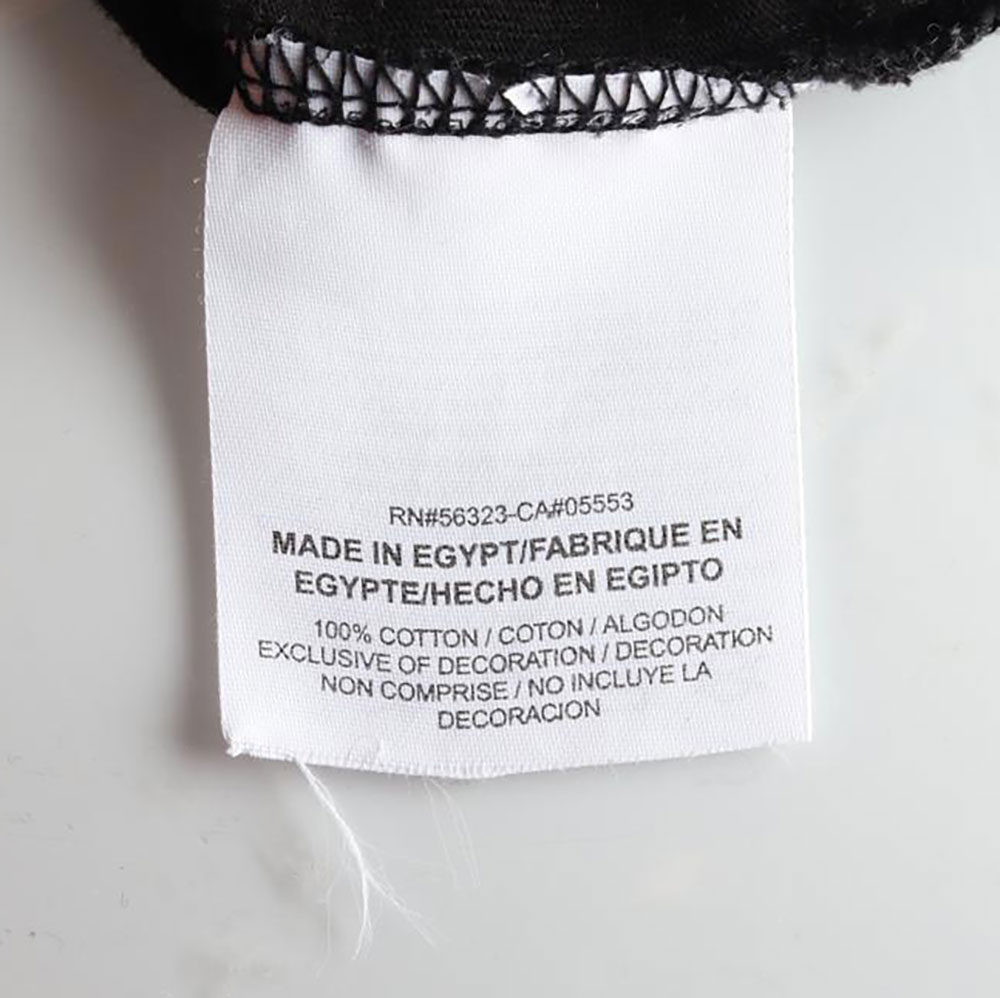 RN#56323-CA#05553
MADE IN EGYPT/FABRIQUE EN
EGYPTE/HECHO EN EGIPTO
100% COTTON / COTON / ALGODON
EXCLUSIVE OF DECORATION / DECORATION
NON COMPRISE / NO INCLUYE LA
DECORACION